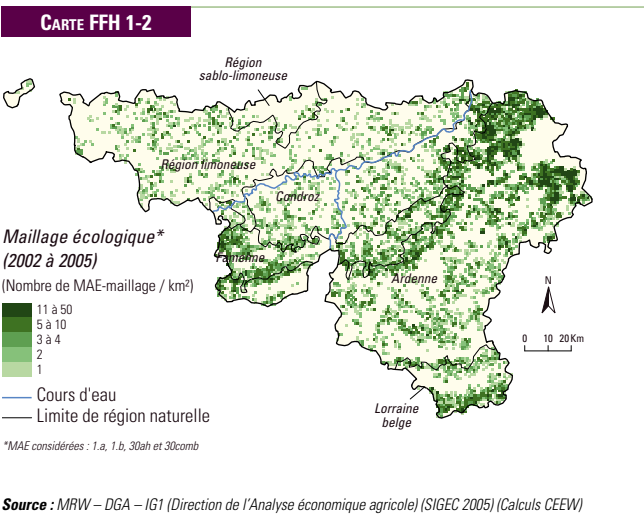 CARTE FFH 1-2
Région
sablo-limoneuse
Région limoneuse
Condroz
Famenne
Ardenne
Lorraine
belge
Maillage écologique*
(2002 à 2005)
(Nombre de MAE-maillage / km²)
11 à 50
5 à 10
3 à 4
2
1
Cours d'eau
Limite de région naturelle
N
0 10 20 Km
*MAE considérées : 1.a, 1.b, 30ah et 30comb
Source : MRW – DGA – IG1 (Direction de l'Analyse économique agricole) (SIGEC 2005) (Calculs CEEW)